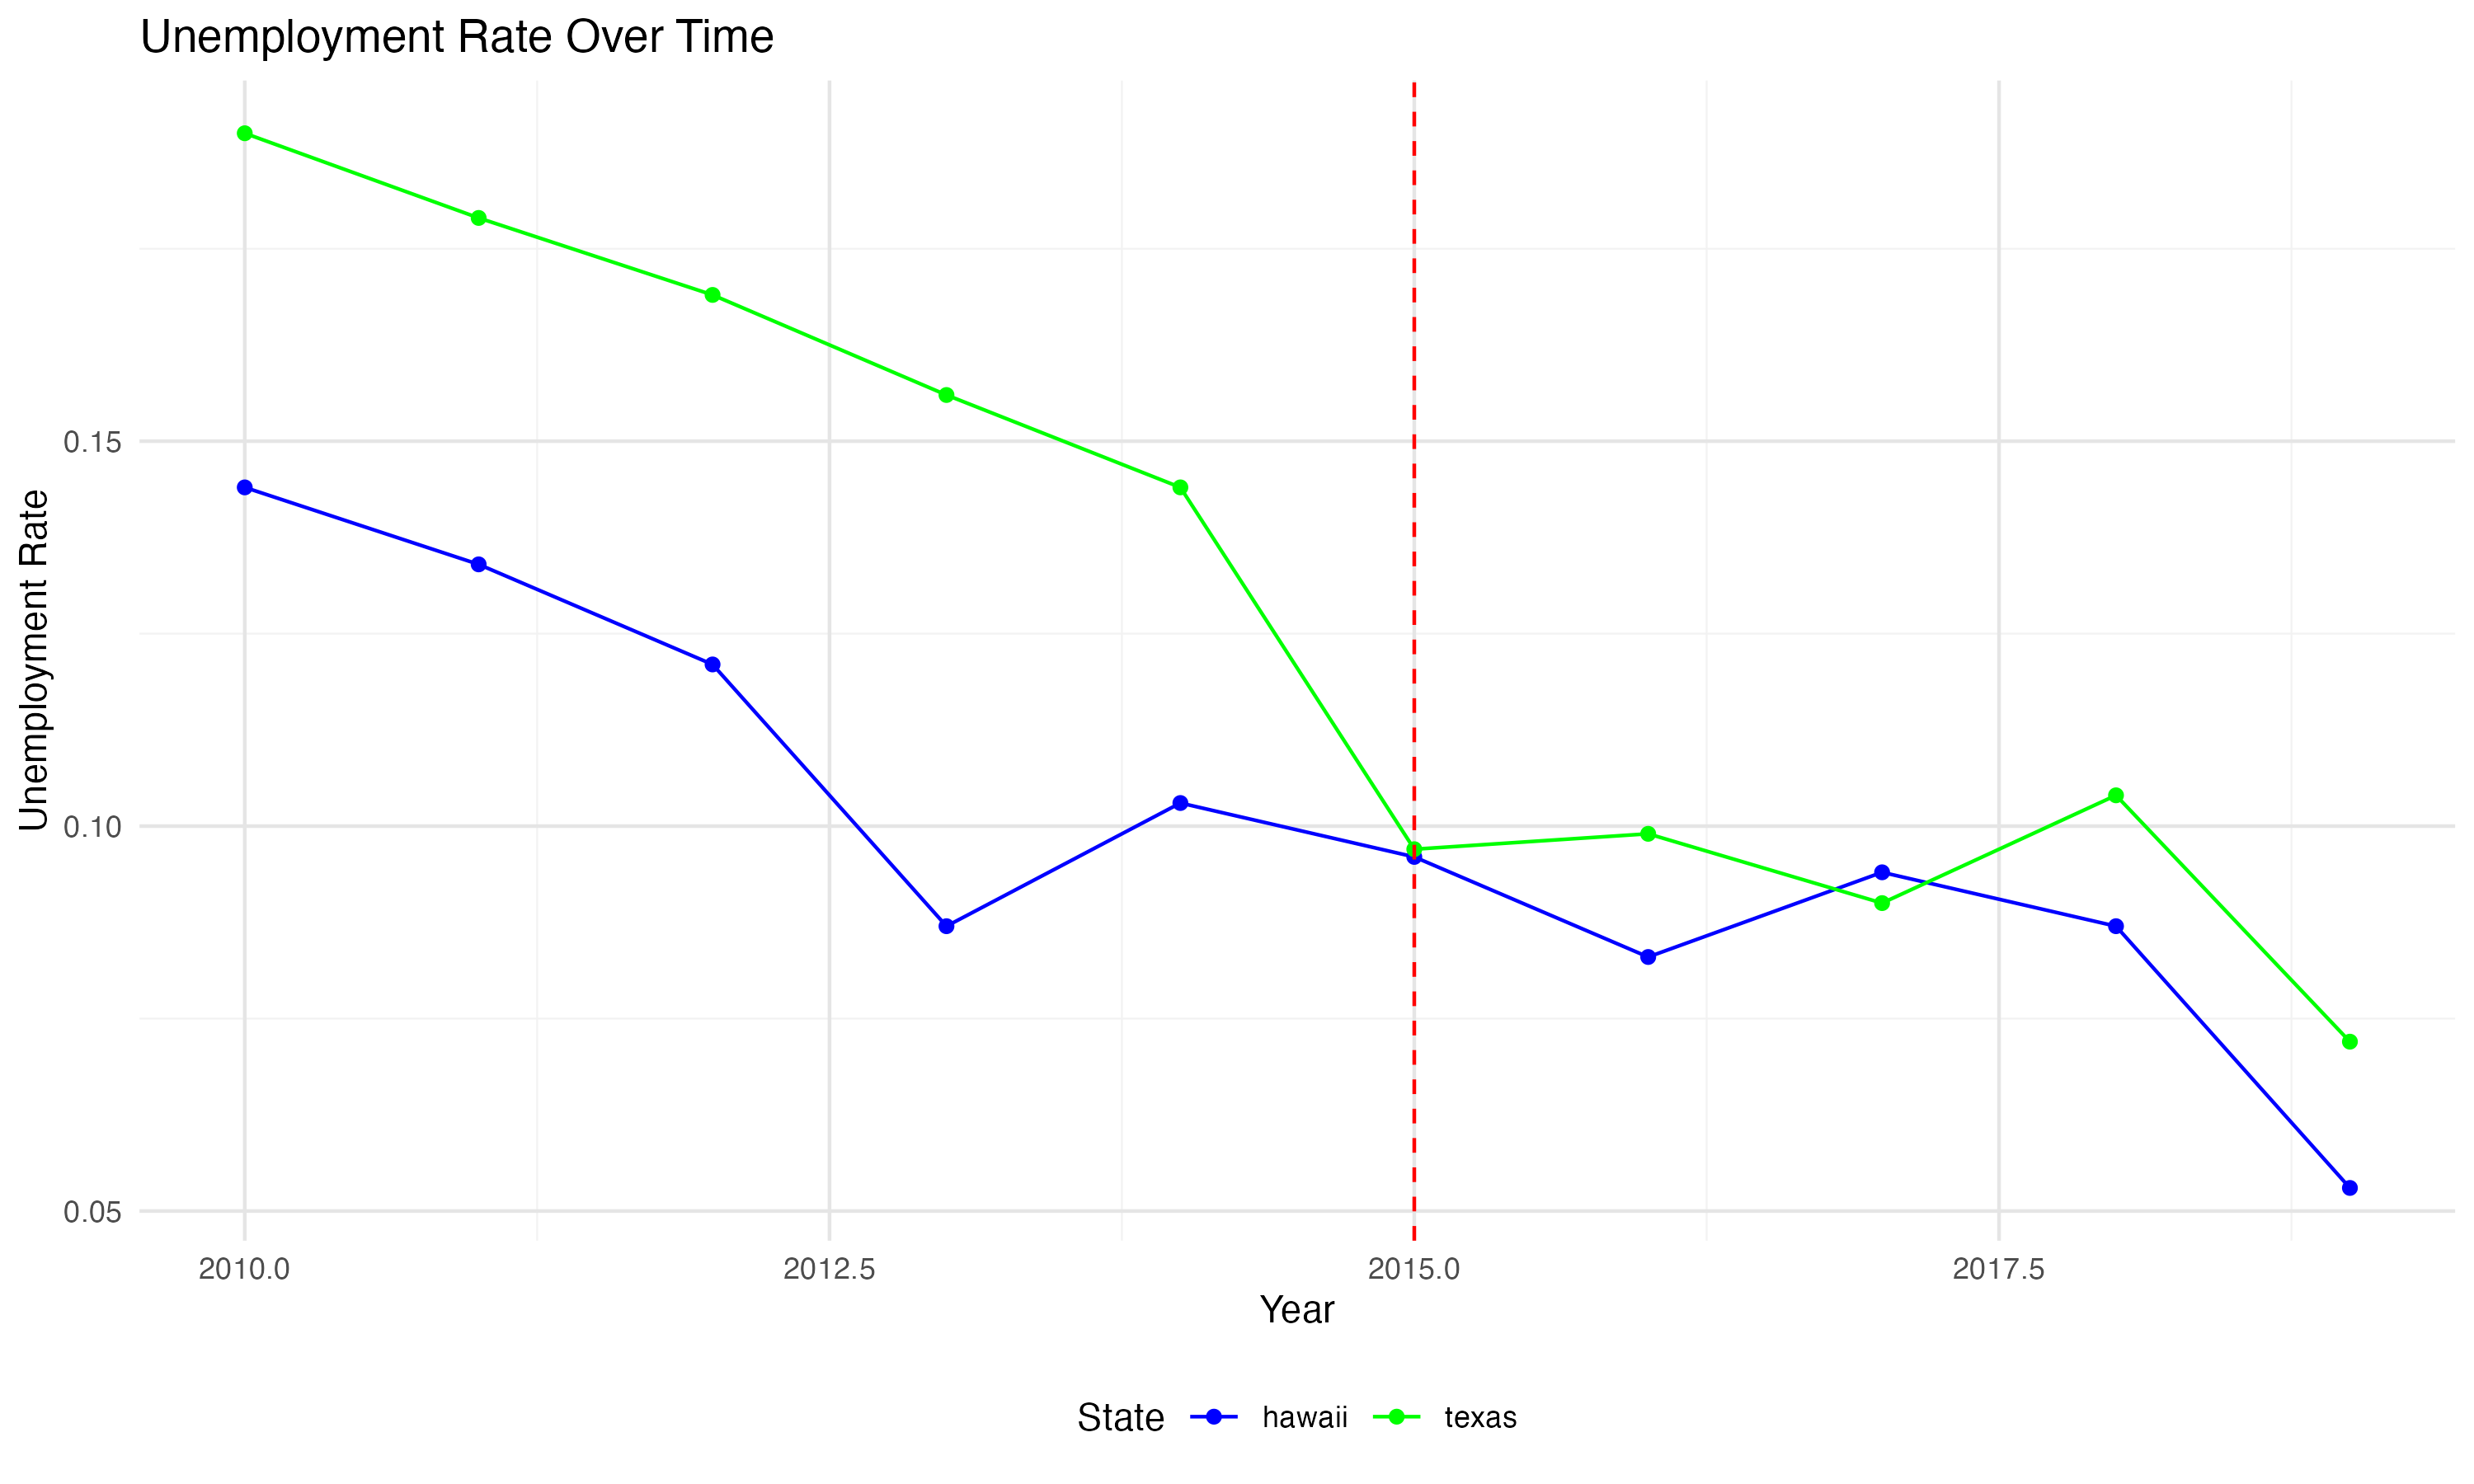 Unemployment Rate Over Time
Unemployment Rate
0.15
0.10
0.05
2010.0 2012.5 2015.0 2017.5
Year
State hawaii texas